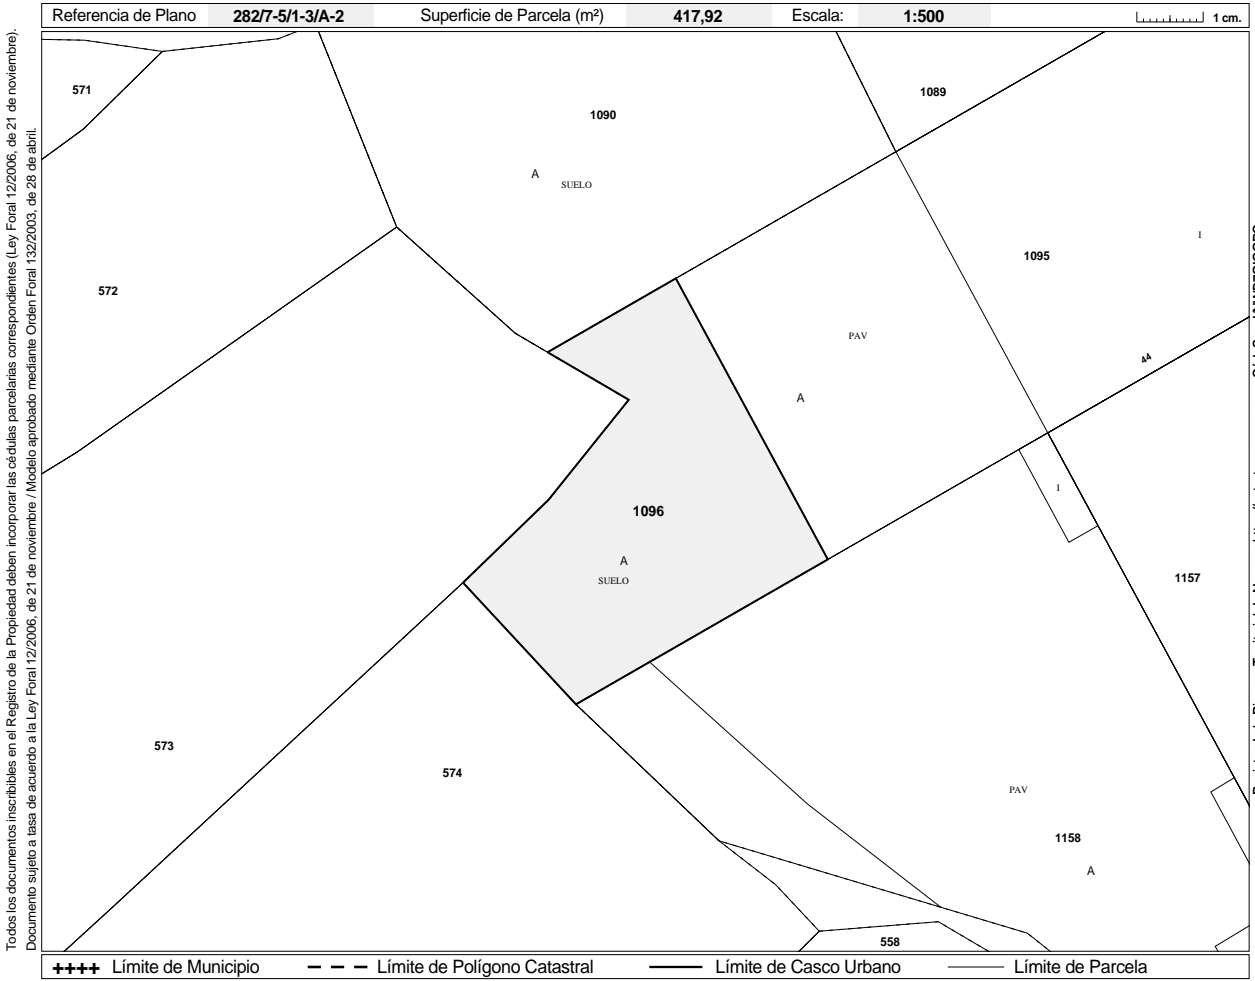 Referencia de Plano 282/7-5/1-3/A-2 Superficie de Parcela (m²) 417,92 Escala: 1:500 1 cm.
Todos los documentos inscribibles en el Registro de la Propiedad deben incorporar las cédulas parcelarias correspondientes (Ley Foral 12/2006, de 21 de noviembre).
Documento sujeto a tasa de acuerdo a la Ley Foral 12/2006, de 21 de noviembre / Modelo aprobado mediante Orden Foral 132/2003, de 28 de abril.
571
1090
1089
A
SUELO
I
1095
572
PAV
44
A
I
1096
A
SUELO
1157
573
574
PAV
1158
A
558
Límite de Municipio Límite de Polígono Catastral Límite de Casco Urbano Límite de Parcela